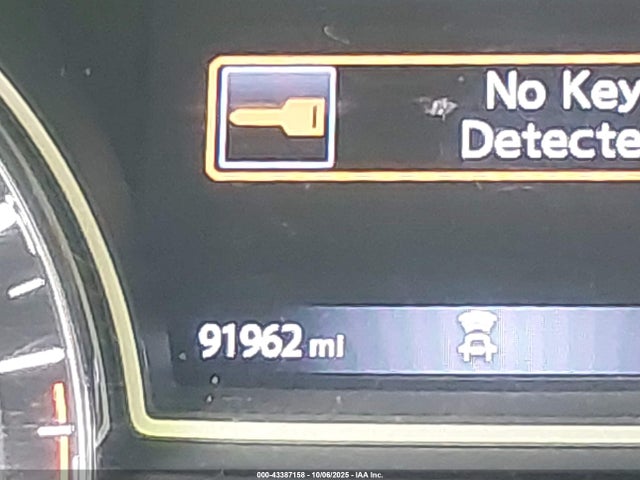 No Key
Detecte
91962 mi
000-43387158 - 10/06/2025 - IAA Inc.